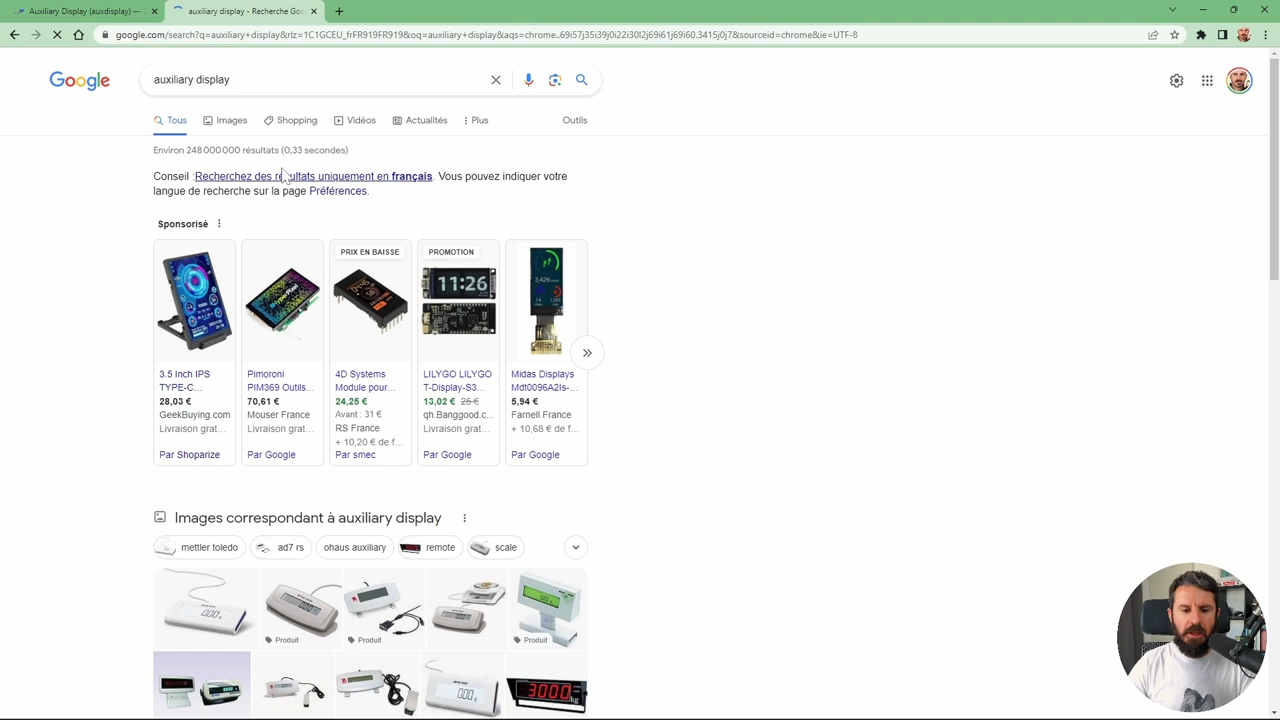 Auxiliary Display (auxdisplay) —
auxiliary display - Recherche Goo
google.com/search?q=auxiliary+display&rlz=1C1GCEU_frFR919FR919&oq=auxiliary+display&aqs=chrome..69i57j35i39j0i22i30l2j69i61j69i60.3415j0j7&sourceid=chrome&ie=UTF-8
Google
auxiliary display
Tous
Images
Shopping
Vidéos
Actualités
Plus
Outils
Environ 248 000 000 résultats (0,33 secondes)
Conseil : Recherchez des résultats uniquement en français. Vous pouvez indiquer votre
langue de recherche sur la page Préférences.
Sponsorisé
PRIX EN BAISSE
PROMOTION
11:26
3,426
3.5 Inch IPS
TYPE-C...
28,03 €
GeekBuying.com
Livraison grat...
Par Shoparize
Pimoroni
PIM369 Outils...
70,61 €
Mouser France
Livraison grat...
Par Google
4D Systems
Module pour...
24,25 €
Avant : 31 €
RS France
+ 10,20 € de f...
Par smec
LILYGO LILYGO
T-Display-S3...
13,02 € 25 €
qh.Banggood.c...
Livraison grat...
Par Google
Midas Displays
Mdt0096A2Is-...
5,94 €
Farnell France
+ 10,68 € de f...
Par Google
Images correspondant à auxiliary display
mettler toledo
ad7 rs
ohaus auxiliary
remote
scale
Produit
Produit
Produit
3000
kg